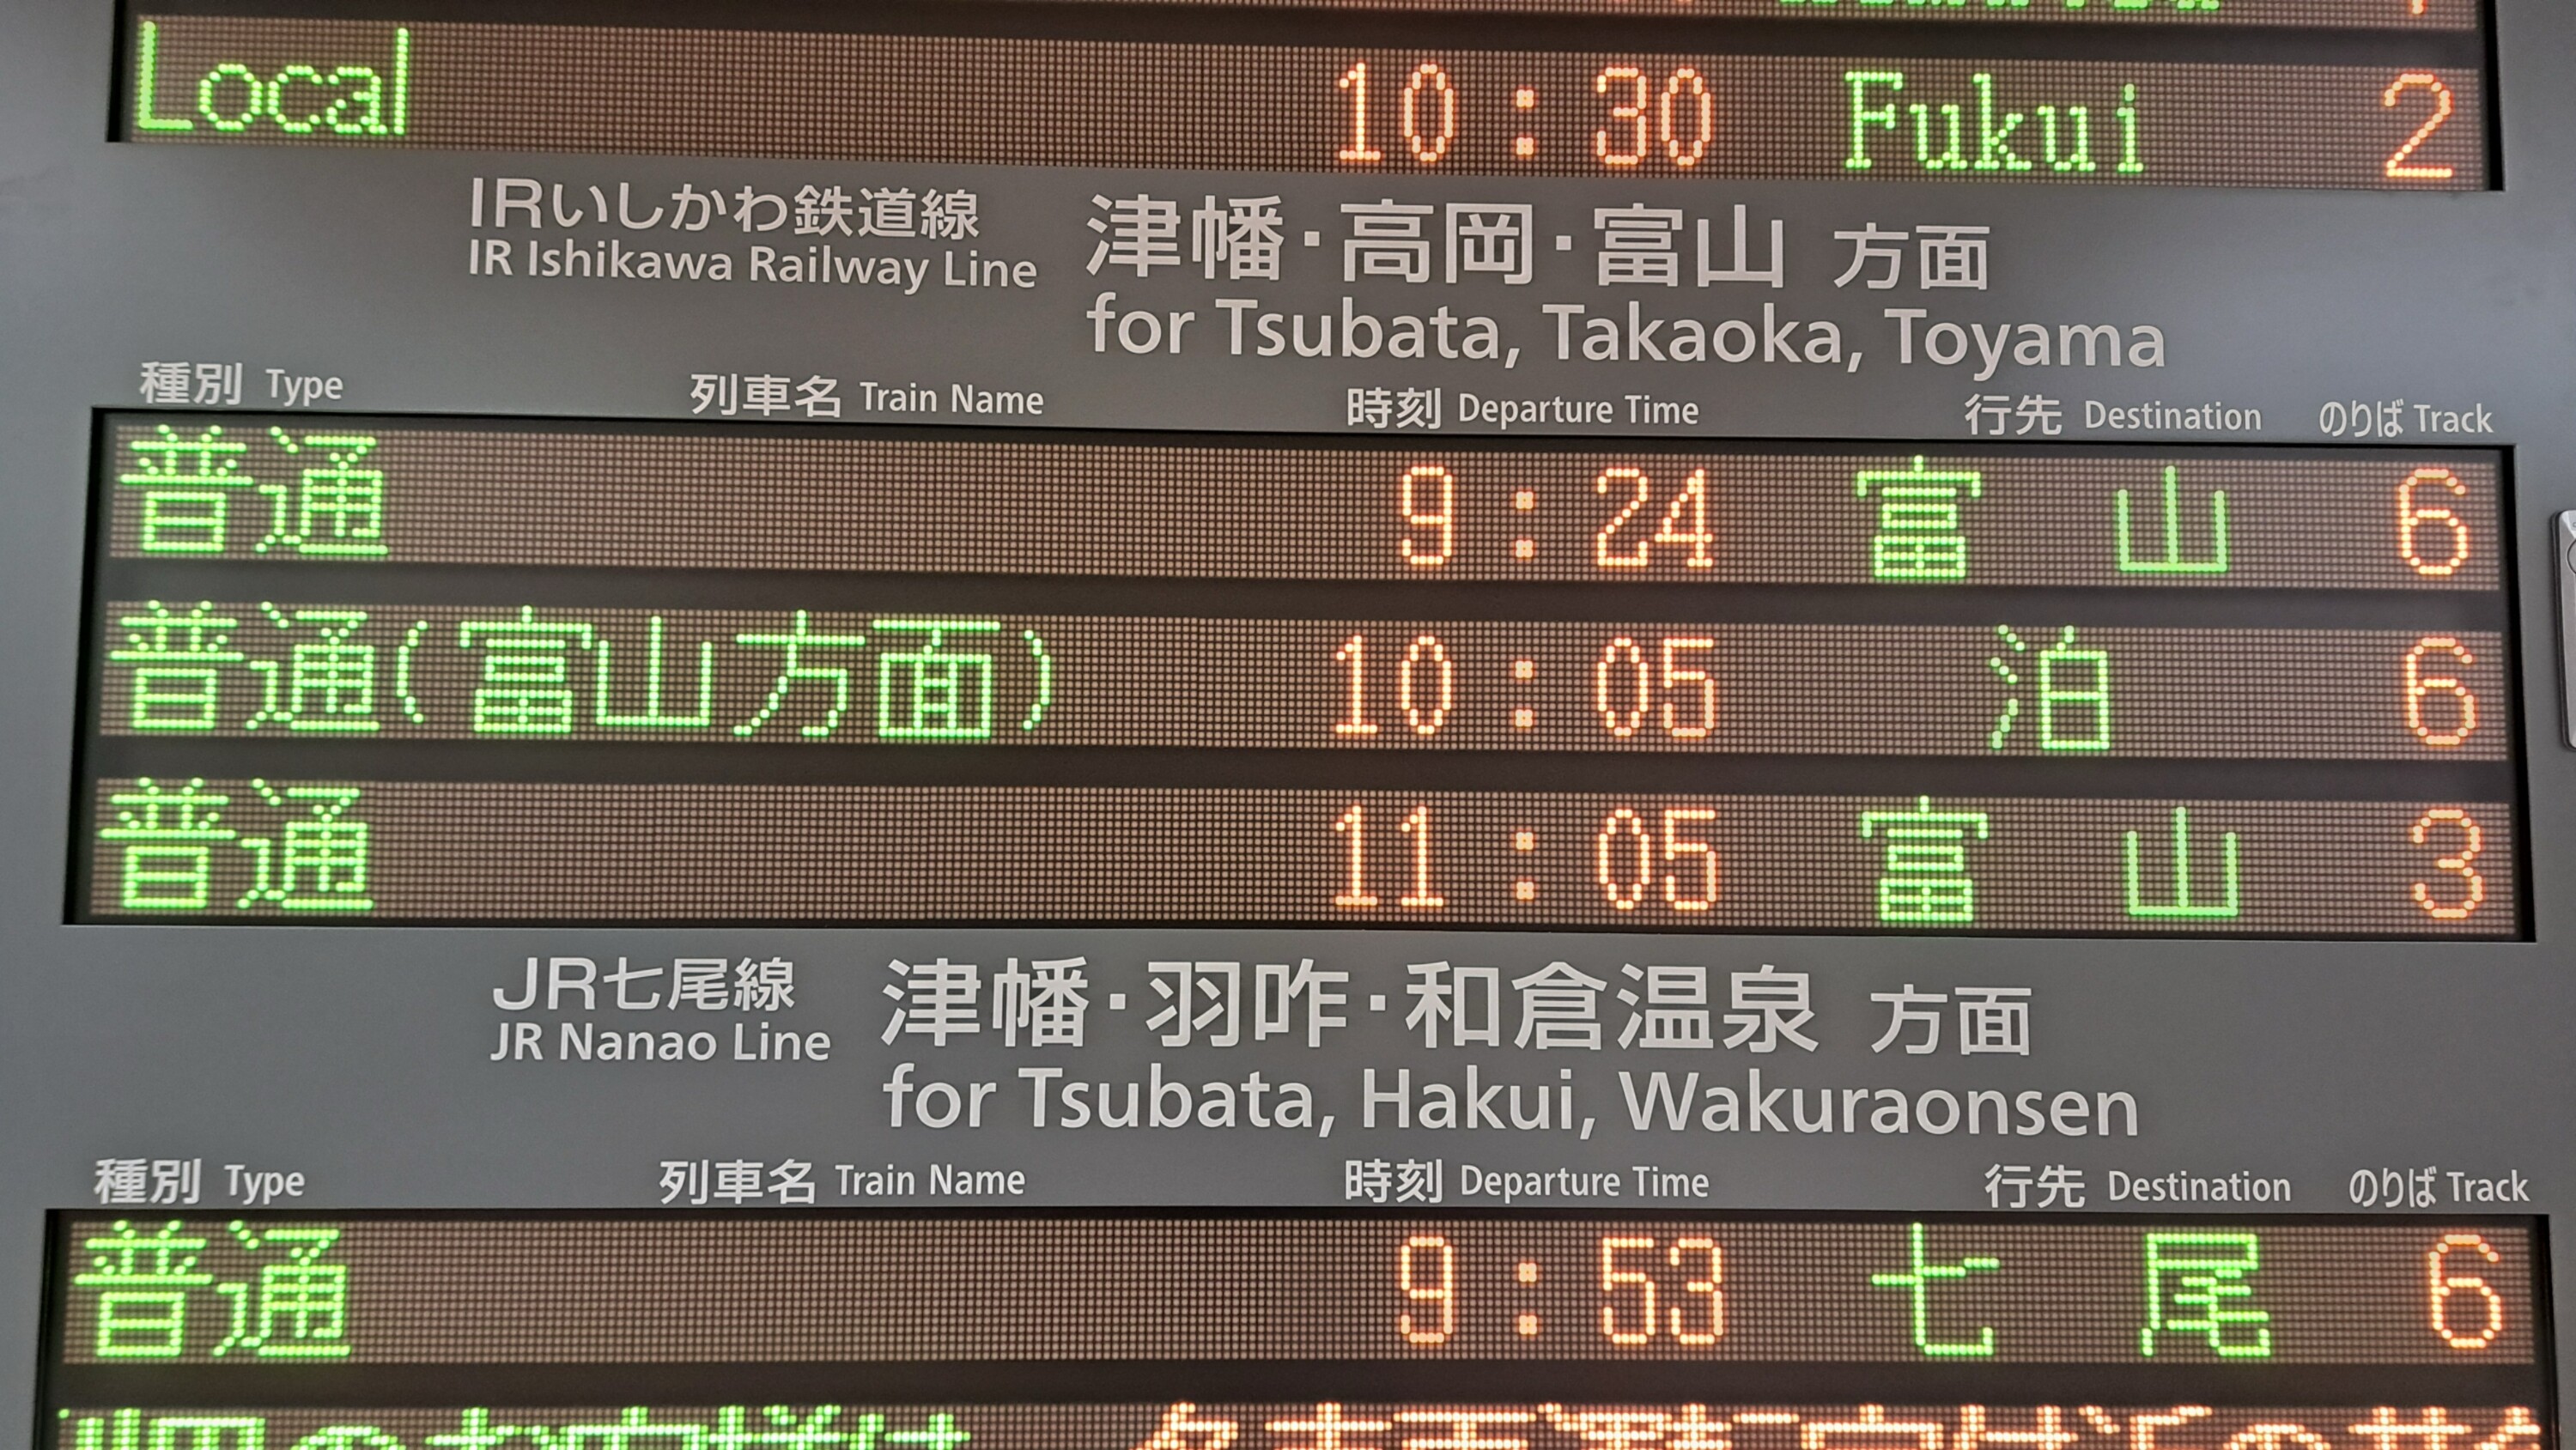 Local 10:30 Fukui 2
IRいしかわ鉄道線 津幡・高岡・富山 方面
IR Ishikawa Railway Line for Tsubata, Takaoka, Toyama
種別 Type 列車名 Train Name 時刻 Departure Time 行先 Destination のりば Track
普通 9:24 富山 6
普通(富山方面) 10:05 泊 6
普通 11:05 富山 3
JR七尾線 津幡・羽咋・和倉温泉 方面
JR Nanao Line for Tsubata, Hakui, Wakuraonsen
種別 Type 列車名 Train Name 時刻 Departure Time 行先 Destination のりば Track
普通 9:53 七尾 6